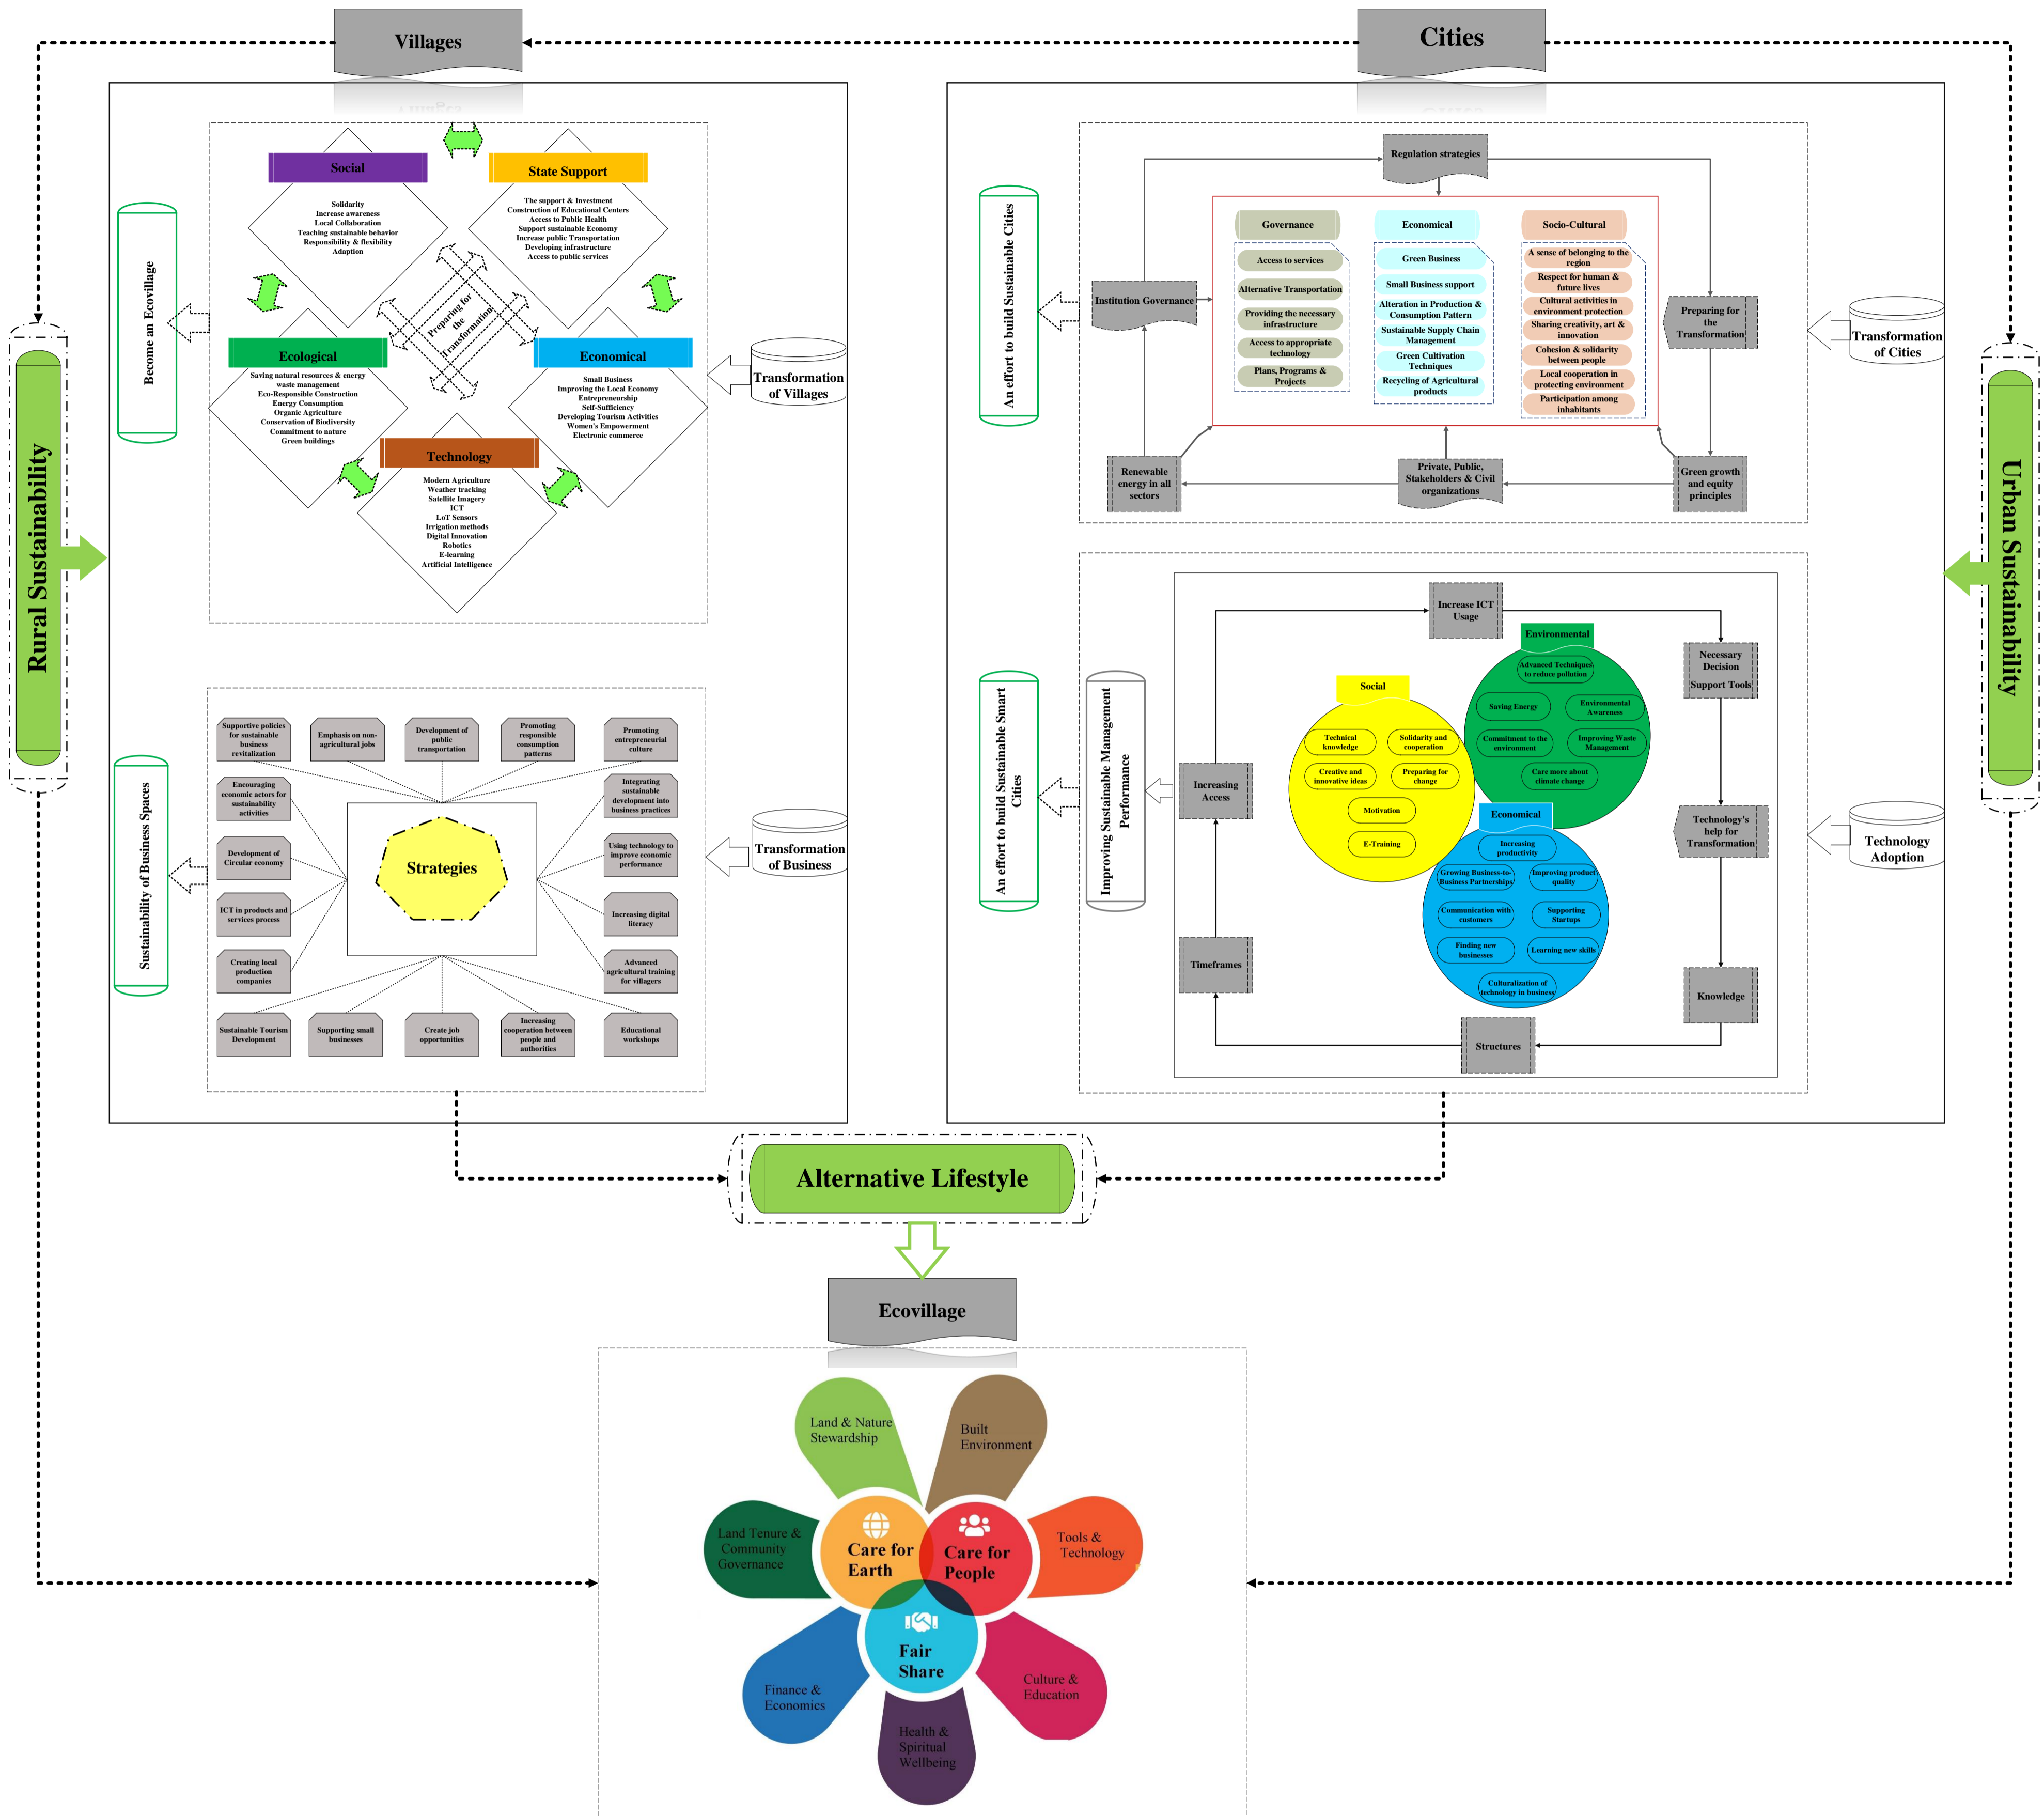 Villages
Cities
Rural Sustainability
Become an Ecovillage
Social
Solidarity
Increase awareness
Local Collaboration
Teaching sustainable behavior
Responsibility & flexibility
Adaption
State Support
The support & Investment
Construction of Educational Centers
Access to Public Health
Support sustainable Economy
Increase public Transportation
Developing infrastructure
Access to public services
Preparing for
the
Transformation
Ecological
Saving natural resources & energy
waste management
Eco-Responsible Construction
Energy Consumption
Organic Agriculture
Conservation of Biodiversity
Commitment to nature
Green buildings
Economical
Small Business
Improving the Local Economy
Entrepreneurship
Self-Sufficiency
Developing Tourism Activities
Women's Empowerment
Electronic commerce
Technology
Modern Agriculture
Weather tracking
Satellite Imagery
ICT
LoT Sensors
Irrigation methods
Digital Innovation
Robotics
E-learning
Artificial Intelligence
Transformation
of Villages
Sustainability of Business Spaces
Supportive policies
for sustainable
business
revitalization
Emphasis on non-
agricultural jobs
Development of
public
transportation
Promoting
responsible
consumption
patterns
Promoting
entrepreneurial
culture
Encouraging
economic actors for
sustainability
activities
Development of
Circular economy
ICT in products and
services process
Creating local
production
companies
Strategies
Integrating
sustainable
development into
business practices
Using technology to
improve economic
performance
Increasing digital
literacy
Advanced
agricultural training
for villagers
Sustainable Tourism
Development
Supporting small
businesses
Create job
opportunities
Increasing
cooperation between
people and
authorities
Educational
workshops
Transformation
of Business
An effort to build Sustainable Cities
Regulation strategies
Institution Governance
Governance
Access to services
Alternative Transportation
Providing the necessary
infrastructure
Access to appropriate
technology
Plans, Programs &
Projects
Economical
Green Business
Small Business support
Alteration in Production &
Consumption Pattern
Sustainable Supply Chain
Management
Green Cultivation
Techniques
Recycling of Agricultural
products
Socio-Cultural
A sense of belonging to the
region
Respect for human &
future lives
Cultural activities in
environment protection
Sharing creativity, art &
innovation
Cohesion & solidarity
between people
Local cooperation in
protecting environment
Participation among
inhabitants
Preparing for
the
Transformation
Renewable
energy in all
sectors
Private, Public,
Stakeholders & Civil
organizations
Green growth
and equity
principles
Transformation
of Cities
Urban Sustainability
An effort to build Sustainable Smart
Cities
Improving Sustainable Management
Performance
Increase ICT
Usage
Necessary
Decision
Support Tools
Technology's
help for
Transformation
Knowledge
Structures
Timeframes
Increasing
Access
Social
Technical
knowledge
Solidarity and
cooperation
Creative and
innovative ideas
Preparing for
change
Motivation
E-Training
Environmental
Advanced Techniques
to reduce pollution
Saving Energy
Environmental
Awareness
Commitment to the
environment
Improving Waste
Management
Care more about
climate change
Economical
Increasing
productivity
Growing Business-to-
Business Partnerships
Improving product
quality
Communication with
customers
Supporting
Startups
Finding new
businesses
Learning new skills
Culturalization of
technology in business
Technology
Adoption
Alternative Lifestyle
Ecovillage
Land & Nature
Stewardship
Built
Environment
Land Tenure &
Community
Governance
Care for
Earth
Care for
People
Tools &
Technology
Fair
Share
Finance &
Economics
Culture &
Education
Health &
Spiritual
Wellbeing